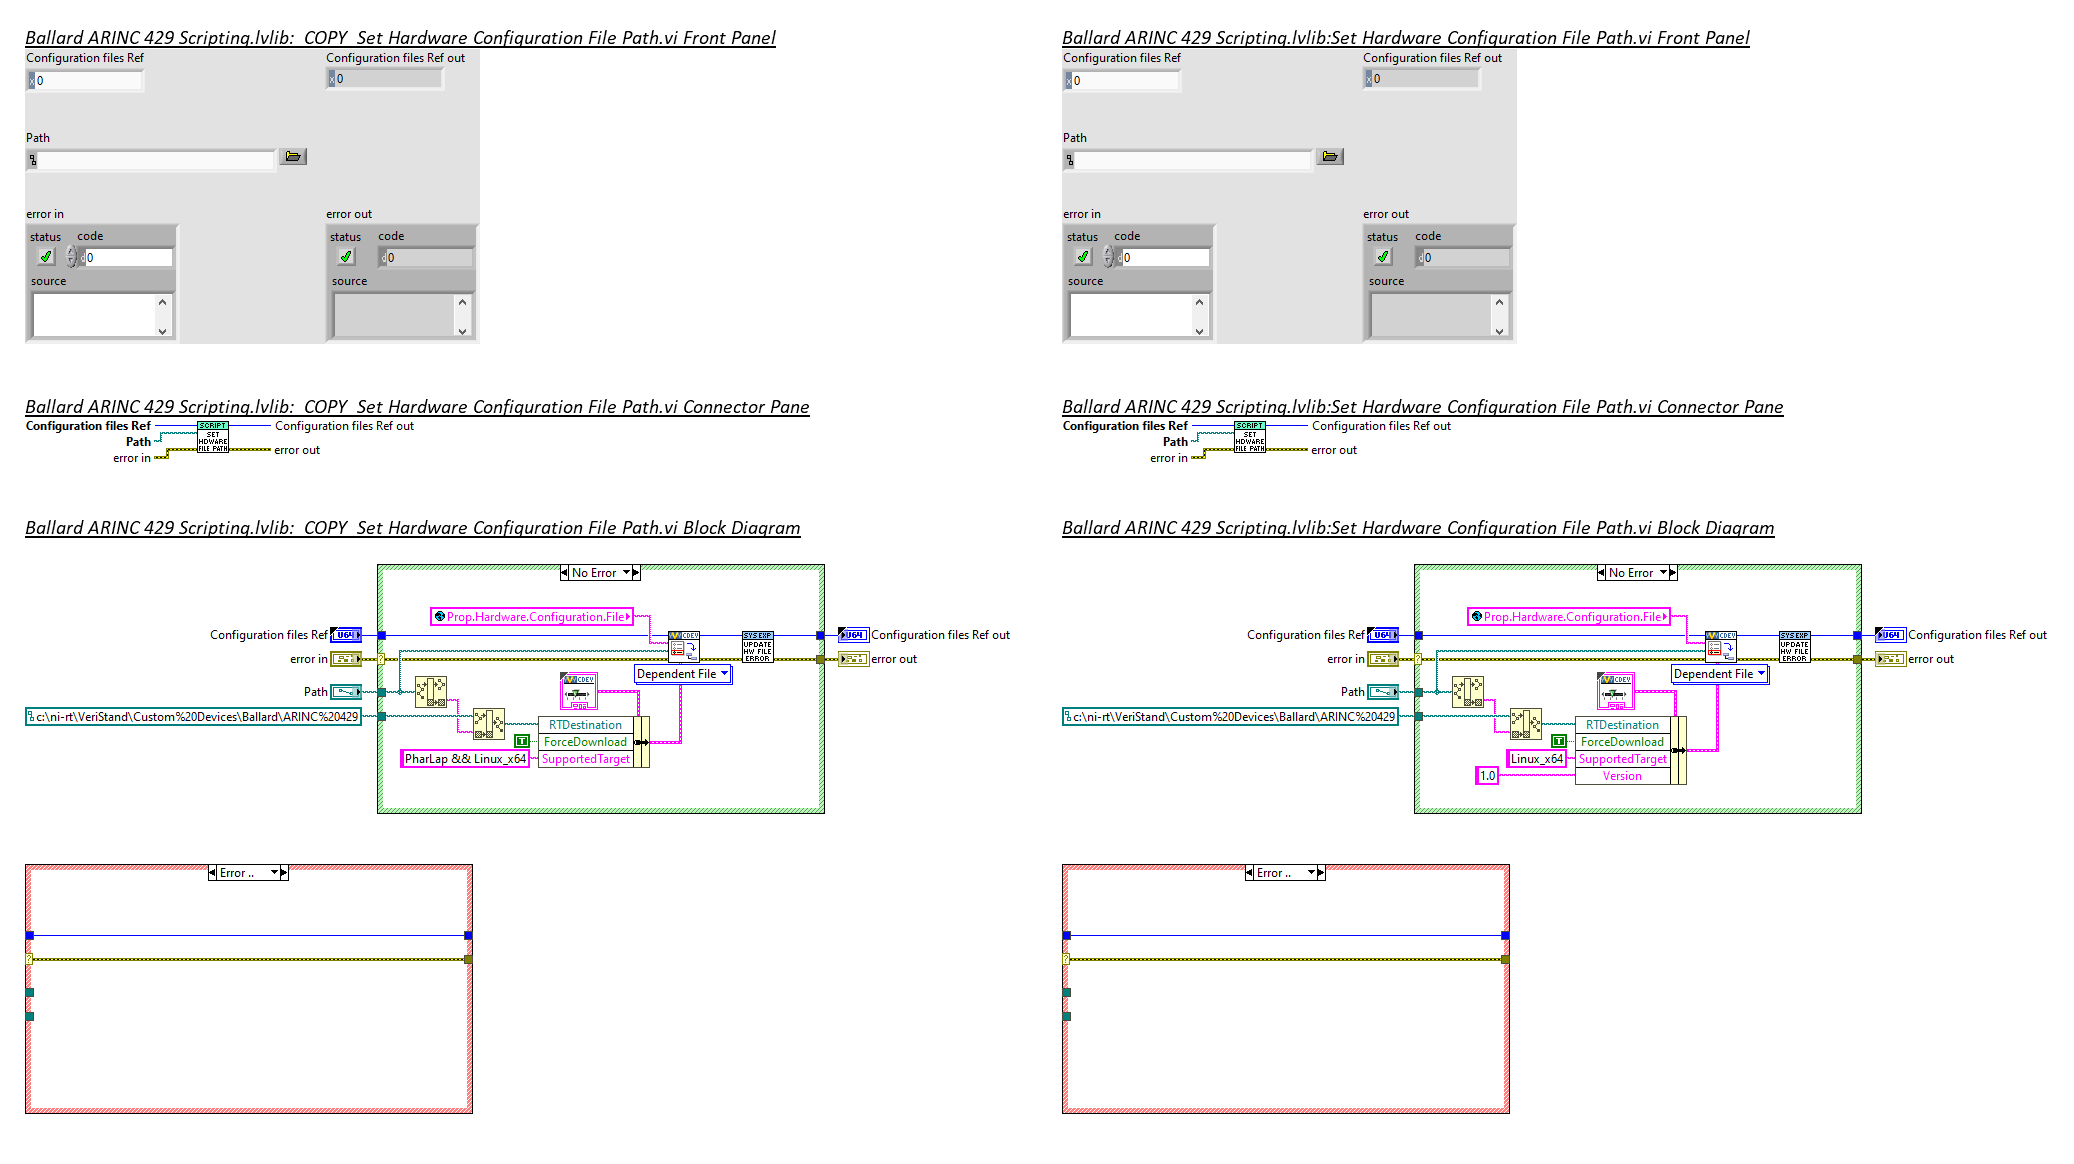 Ballard ARINC 429 Scripting.lvlib:  COPY  Set Hardware Configuration File Path.vi Front Panel
Configuration files Ref
Configuration files Ref out
x 0
x 0
Path
error in
error out
status
code
status
code
d 0
d 0
source
source
Ballard ARINC 429 Scripting.lvlib:  COPY  Set Hardware Configuration File Path.vi Connector Pane
Configuration files Ref
Path
error in
SCRIPT
SET
HDWARE
FILE PATH
Configuration files Ref out
error out
Ballard ARINC 429 Scripting.lvlib:  COPY  Set Hardware Configuration File Path.vi Block Diagram
No Error
Prop.Hardware.Configuration.File
Configuration files Ref
U64
CDEV
SYS EXP
UPDATE
HW FILE
ERROR
U64
Configuration files Ref out
error in
?
error out
Dependent File
Path
CDEV
c:\ni-rt\VeriStand\Custom%20Devices\Ballard\ARINC%20429
RTDestination
T
ForceDownload
PharLap && Linux_x64
SupportedTarget
Error ..
?
Ballard ARINC 429 Scripting.lvlib:Set Hardware Configuration File Path.vi Front Panel
Configuration files Ref
Configuration files Ref out
x 0
x 0
Path
error in
error out
status
code
status
code
d 0
d 0
source
source
Ballard ARINC 429 Scripting.lvlib:Set Hardware Configuration File Path.vi Connector Pane
Configuration files Ref
Path
error in
SCRIPT
SET
HDWARE
FILE PATH
Configuration files Ref out
error out
Ballard ARINC 429 Scripting.lvlib:Set Hardware Configuration File Path.vi Block Diagram
No Error
Prop.Hardware.Configuration.File
Configuration files Ref
U64
CDEV
SYS EXP
UPDATE
HW FILE
ERROR
U64
Configuration files Ref out
error in
?
error out
Dependent File
Path
CDEV
c:\ni-rt\VeriStand\Custom%20Devices\Ballard\ARINC%20429
RTDestination
T
ForceDownload
Linux_x64
SupportedTarget
1.0
Version
Error ..
?